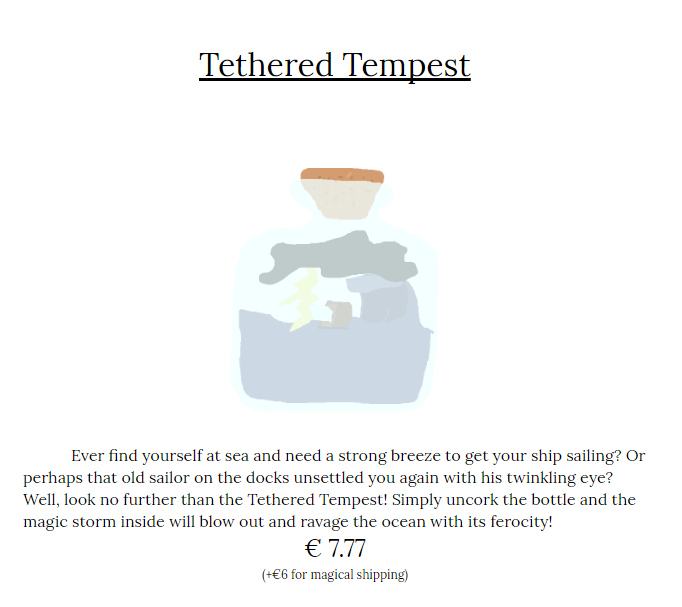 Tethered Tempest
Ever find yourself at sea and need a strong breeze to get your ship sailing? Or
perhaps that old sailor on the docks unsettled you again with his twinkling eye?
Well, look no further than the Tethered Tempest! Simply uncork the bottle and the
magic storm inside will blow out and ravage the ocean with its ferocity!
€ 7.77
(+€6 for magical shipping)